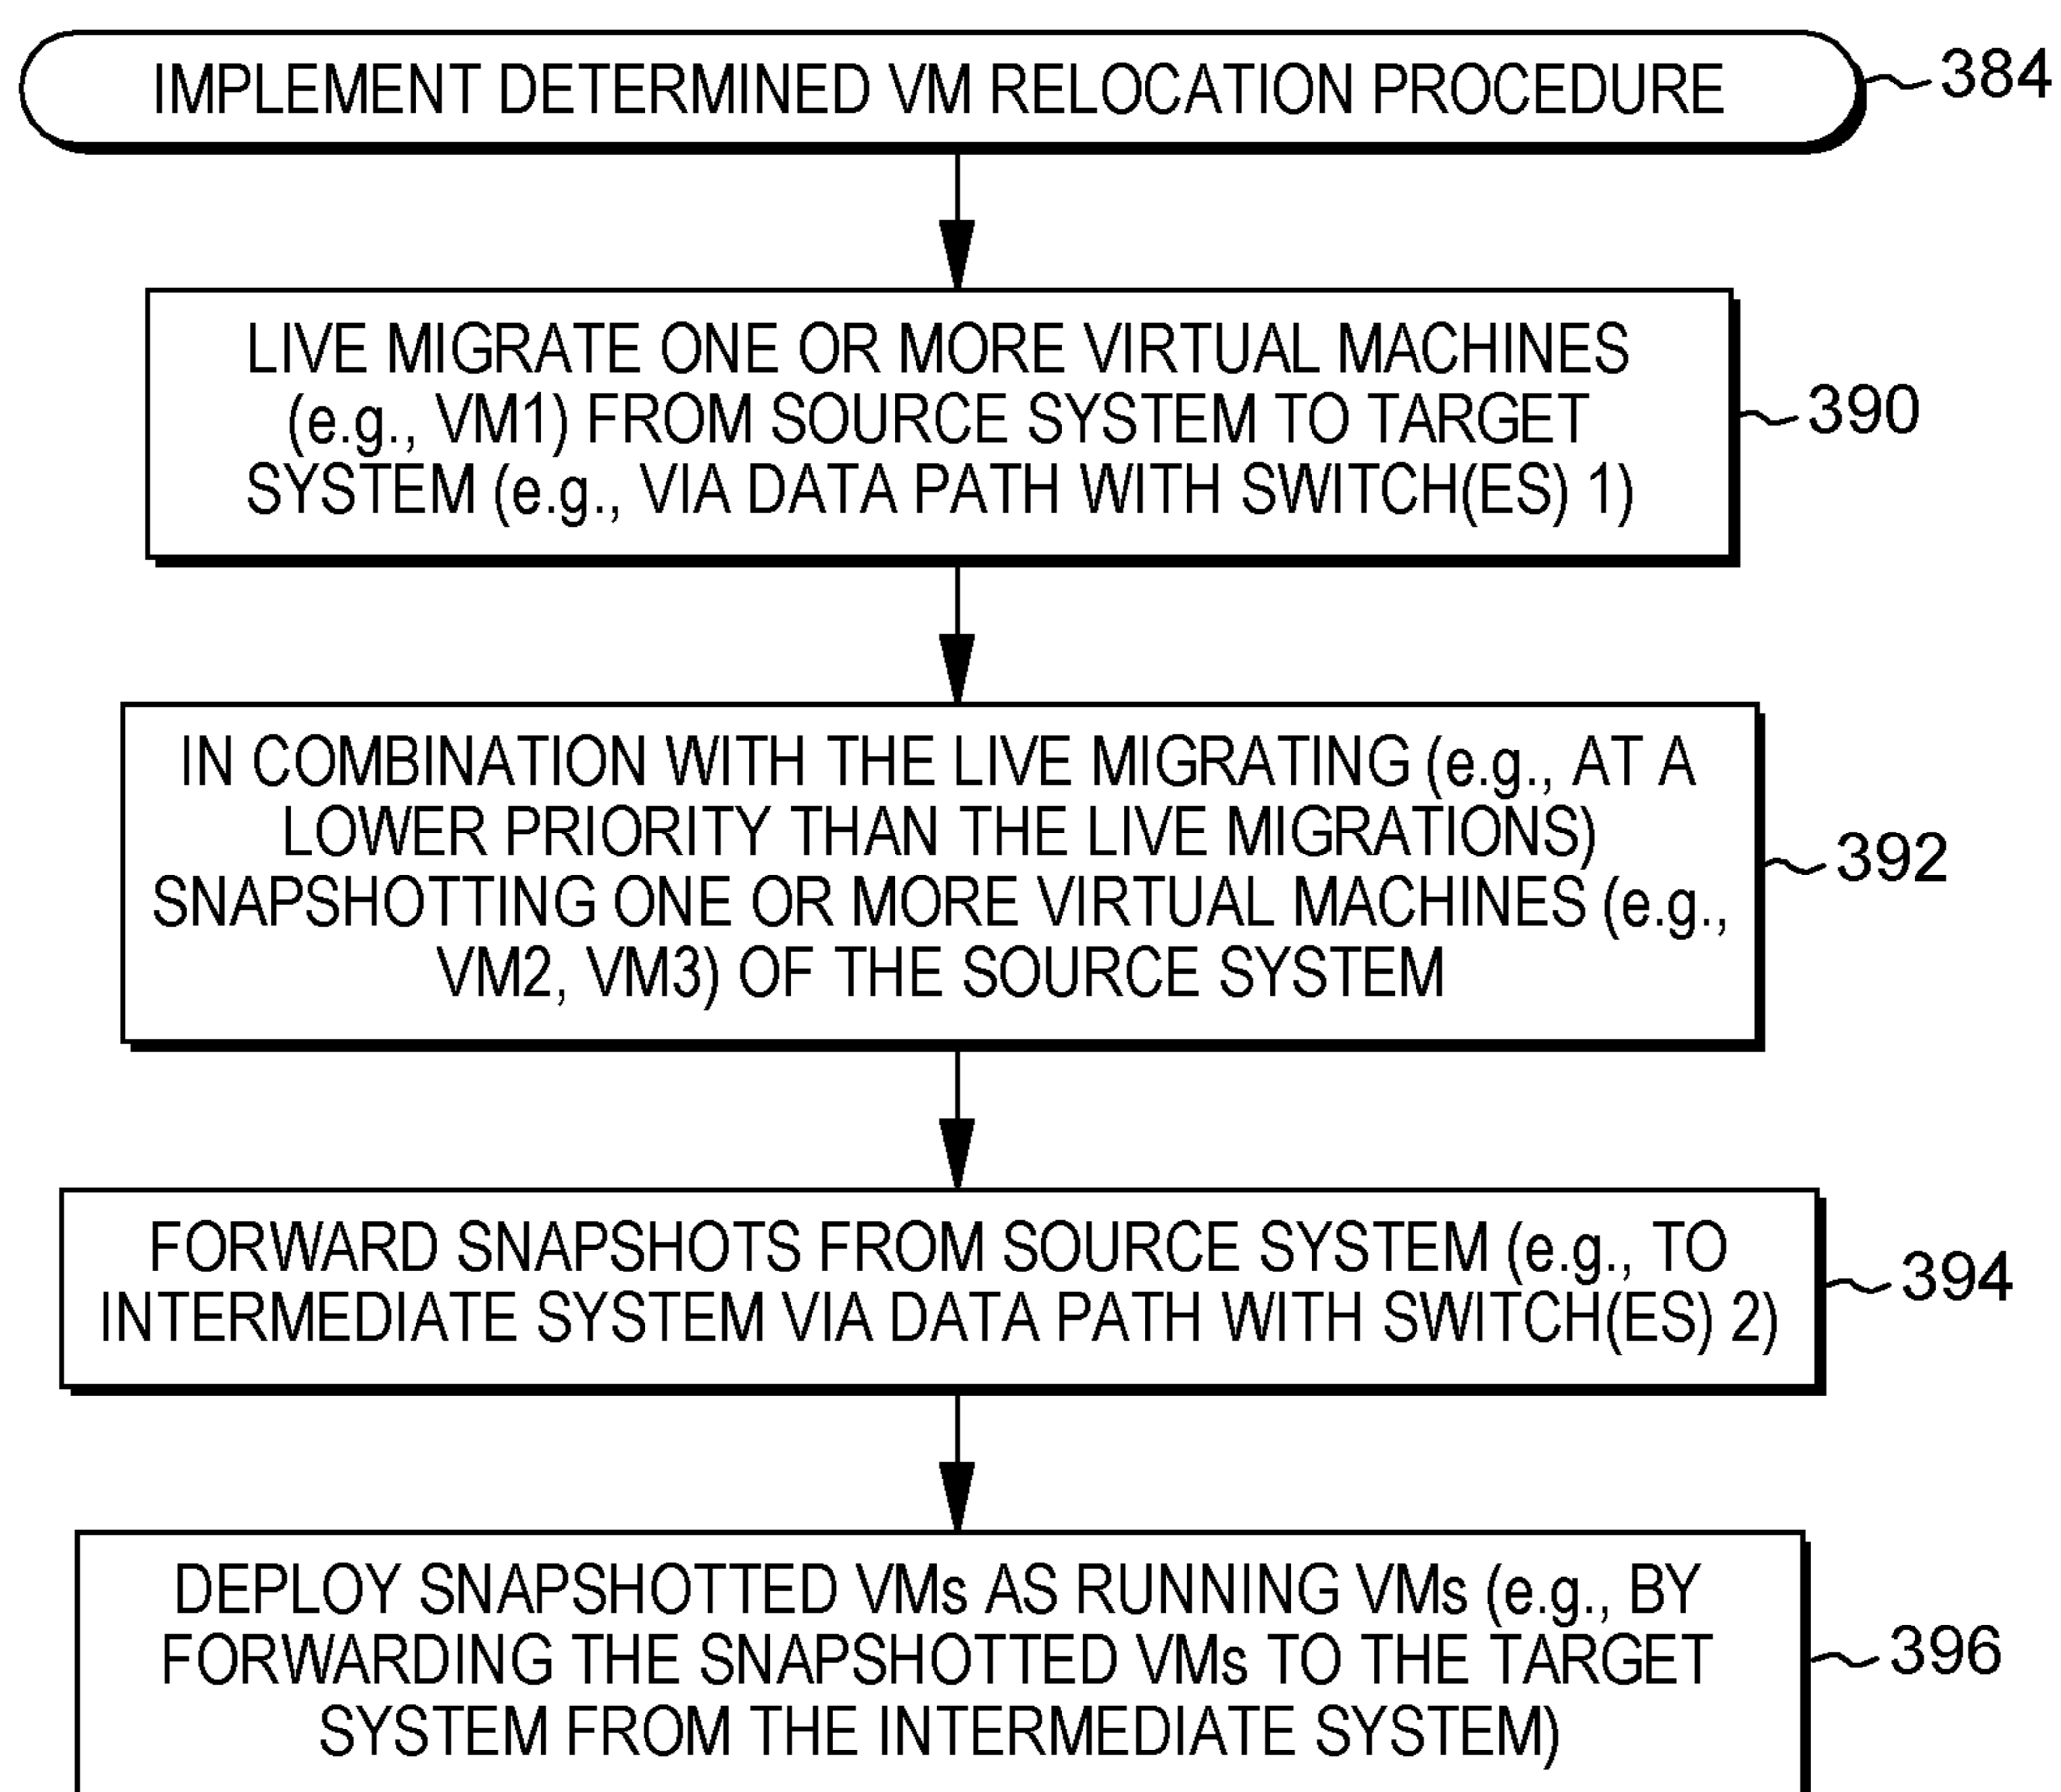 IMPLEMENT DETERMINED VM RELOCATION PROCEDURE
384
LIVE MIGRATE ONE OR MORE VIRTUAL MACHINES
(e.g., VM1) FROM SOURCE SYSTEM TO TARGET
SYSTEM (e.g., VIA DATA PATH WITH SWITCH(ES) 1)
390
IN COMBINATION WITH THE LIVE MIGRATING (e.g., AT A
LOWER PRIORITY THAN THE LIVE MIGRATIONS)
SNAPSHOTTING ONE OR MORE VIRTUAL MACHINES (e.g.,
VM2, VM3) OF THE SOURCE SYSTEM
392
FORWARD SNAPSHOTS FROM SOURCE SYSTEM (e.g., TO
INTERMEDIATE SYSTEM VIA DATA PATH WITH SWITCH(ES) 2)
394
DEPLOY SNAPSHOTTED VMs AS RUNNING VMs (e.g., BY
FORWARDING THE SNAPSHOTTED VMs TO THE TARGET
SYSTEM FROM THE INTERMEDIATE SYSTEM)
396